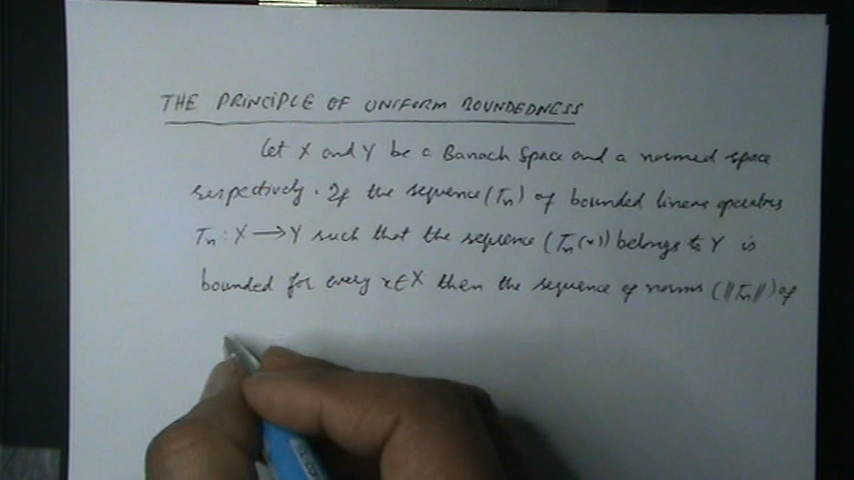 THE PRINCIPLE OF UNIFORM BOUNDEDNESS
Let X and Y be a Banach Space and a normed space
respectively. If the sequence (Tn) of bounded linear operators
Tn : X → Y such that the sequence (Tn(x)) belongs to Y is
bounded for every x ∈ X then the sequence of norms (||Tn||) of